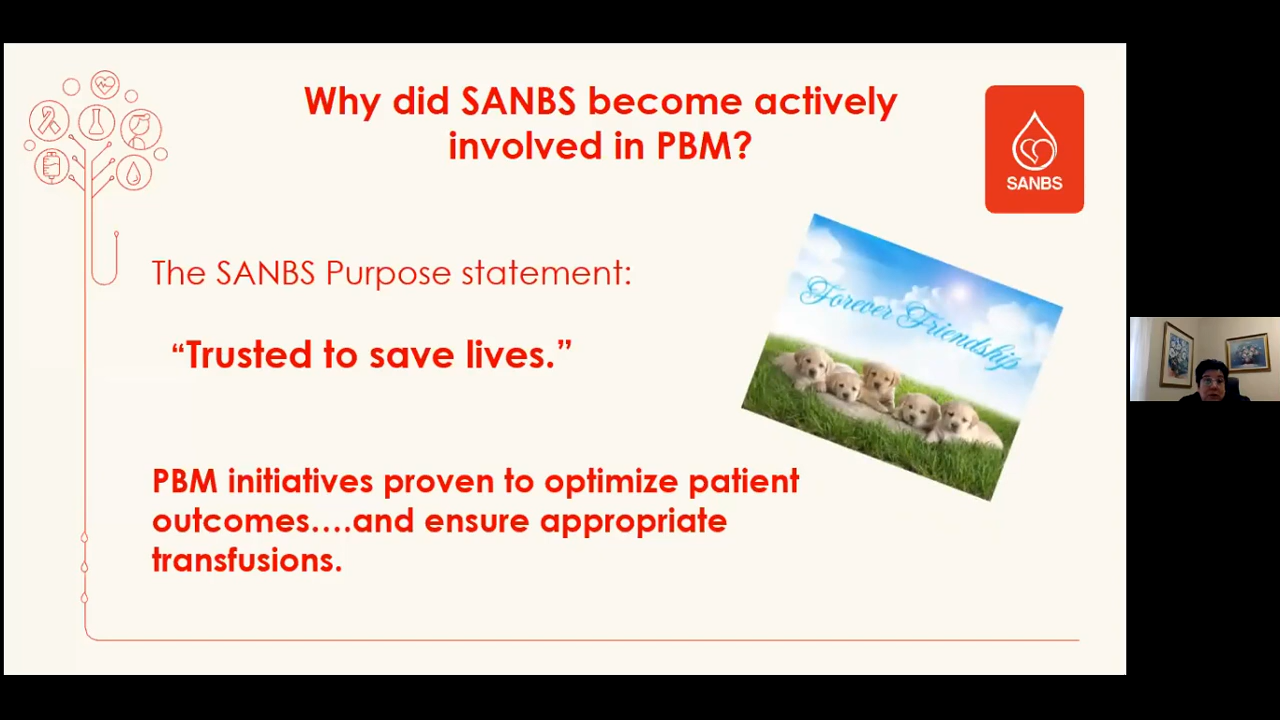 Why did SANBS become actively
involved in PBM?
SANBS
The SANBS Purpose statement:
Forever Friendship
“Trusted to save lives.”
PBM initiatives proven to optimize patient
outcomes….and ensure appropriate
transfusions.